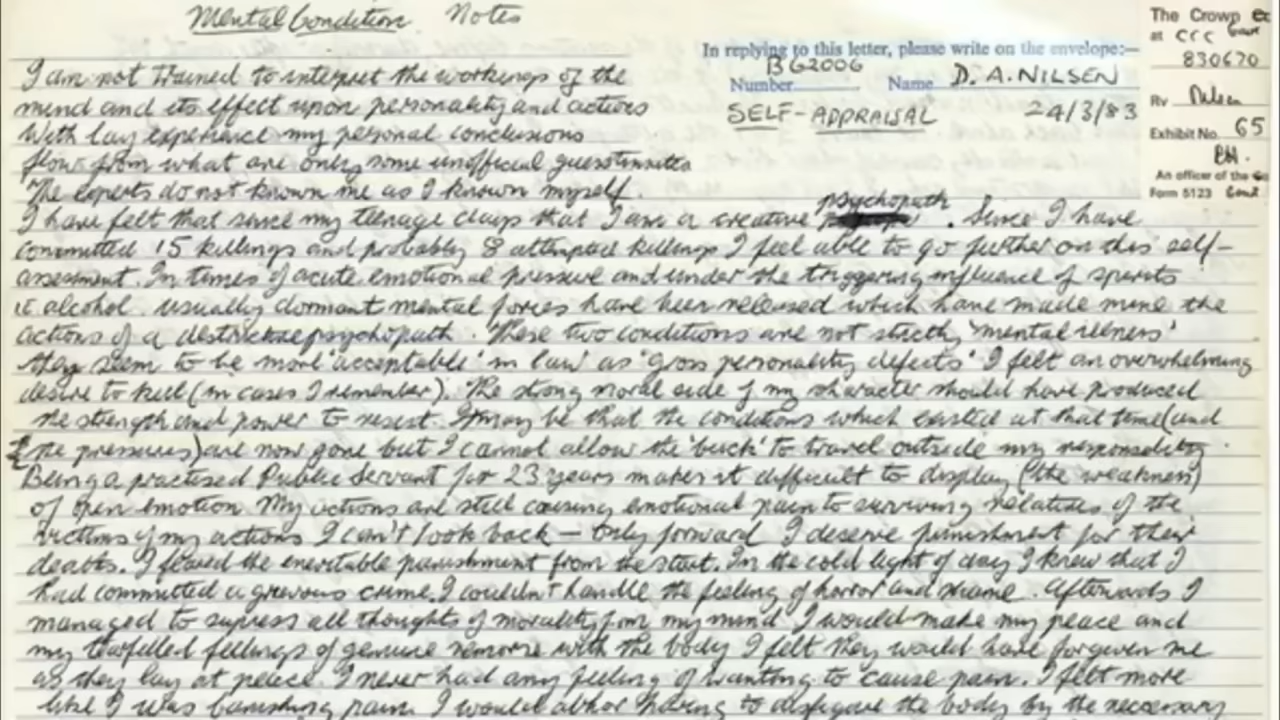 Mental Condition Notes
In replying to this letter, please write on the envelope:—
Number BG2006 Name D. A. NILSEN
SELF-APPRAISAL 24/3/83
The Crown
at CCC Court
830670
Rv Nilsen
Exhibit No. 65
An officer of the
Form 5123
I am not trained to interpret the workings of the
mind and its effect upon personality and actions
With lay experience my personal conclusions
flow from what are only some unofficial guesstimates
The experts do not known me as I known myself.
I have felt that since my teenage days that I am a creative psychopath. Since I have
committed 15 killings and probably 8 attempted killings I feel able to go further on this self-
assessment. In times of acute emotional pressure and under the triggering influence of spirits
ie alcohol usually dormant mental forces have been released which have made mine the
actions of a destructive psychopath. These two conditions are not strictly 'mental illness'
they seem to be more 'acceptable' in law as 'gross personality defects' I felt an overwhelming
desire to kill (in cases I remember). The strong moral side of my character should have produced
the strength and power to resist. It may be that the conditions which existed at that time (and
the pressures) are now gone but I cannot allow the 'buck' to travel outside my responsibility.
Being a practised Public Servant for 23 years makes it difficult to display (the weakness)
of open emotion. My actions are still causing emotional pain to surviving relatives of the
victims of my actions I can't look back — only forward I deserve punishment for their
deaths. I feared the inevitable punishment from the start. In the cold light of day I knew that I
had committed a grievous crime. I couldn't handle the feeling of horror and shame. Afterwards I
managed to supress all thoughts of morality from my mind I would make my peace and
my tearfilled feelings of genuine remorse with the body I felt they would have forgiven me
as they lay at peace. I never had any feeling of wanting to cause pain. I felt more
like I was banishing pain. I would abhor having to disfigure the body by the necessary